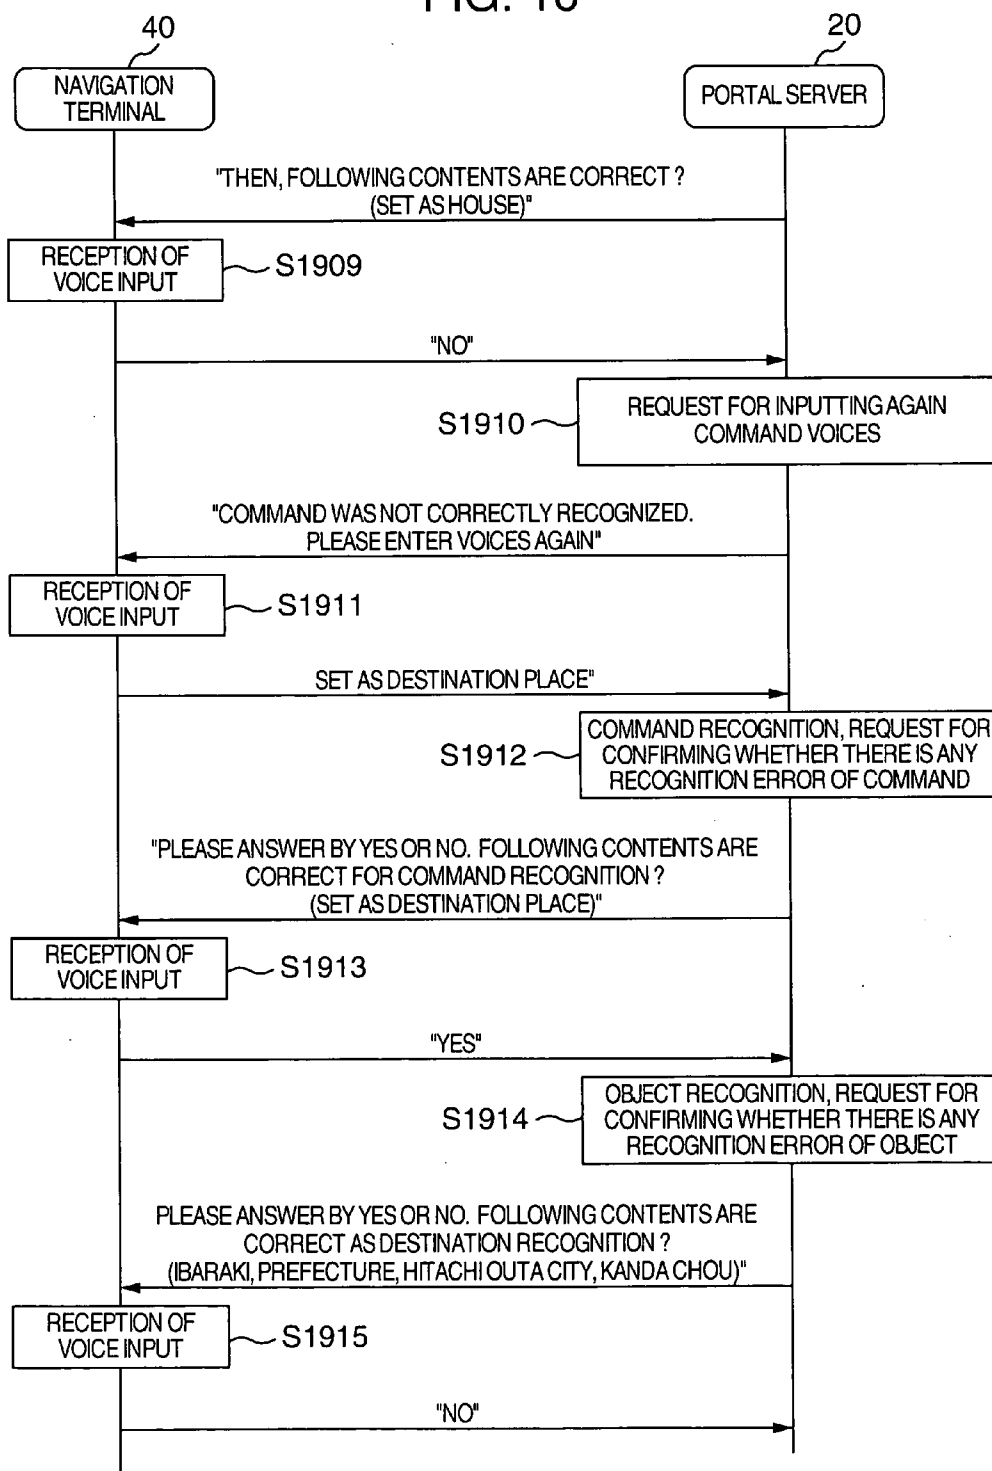 40
20
NAVIGATION
TERMINAL
PORTAL SERVER
"THEN, FOLLOWING CONTENTS ARE CORRECT ?
(SET AS HOUSE)"
RECEPTION OF
VOICE INPUT
S1909
"NO"
S1910
REQUEST FOR INPUTTING AGAIN
COMMAND VOICES
"COMMAND WAS NOT CORRECTLY RECOGNIZED.
PLEASE ENTER VOICES AGAIN"
RECEPTION OF
VOICE INPUT
S1911
SET AS DESTINATION PLACE"
S1912
COMMAND RECOGNITION, REQUEST FOR
CONFIRMING WHETHER THERE IS ANY
RECOGNITION ERROR OF COMMAND
"PLEASE ANSWER BY YES OR NO. FOLLOWING CONTENTS ARE
CORRECT FOR COMMAND RECOGNITION ?
(SET AS DESTINATION PLACE)"
RECEPTION OF
VOICE INPUT
S1913
"YES"
S1914
OBJECT RECOGNITION, REQUEST FOR
CONFIRMING WHETHER THERE IS ANY
RECOGNITION ERROR OF OBJECT
PLEASE ANSWER BY YES OR NO. FOLLOWING CONTENTS ARE
CORRECT AS DESTINATION RECOGNITION ?
(IBARAKI, PREFECTURE, HITACHI OUTA CITY, KANDA CHOU)"
RECEPTION OF
VOICE INPUT
S1915
"NO"